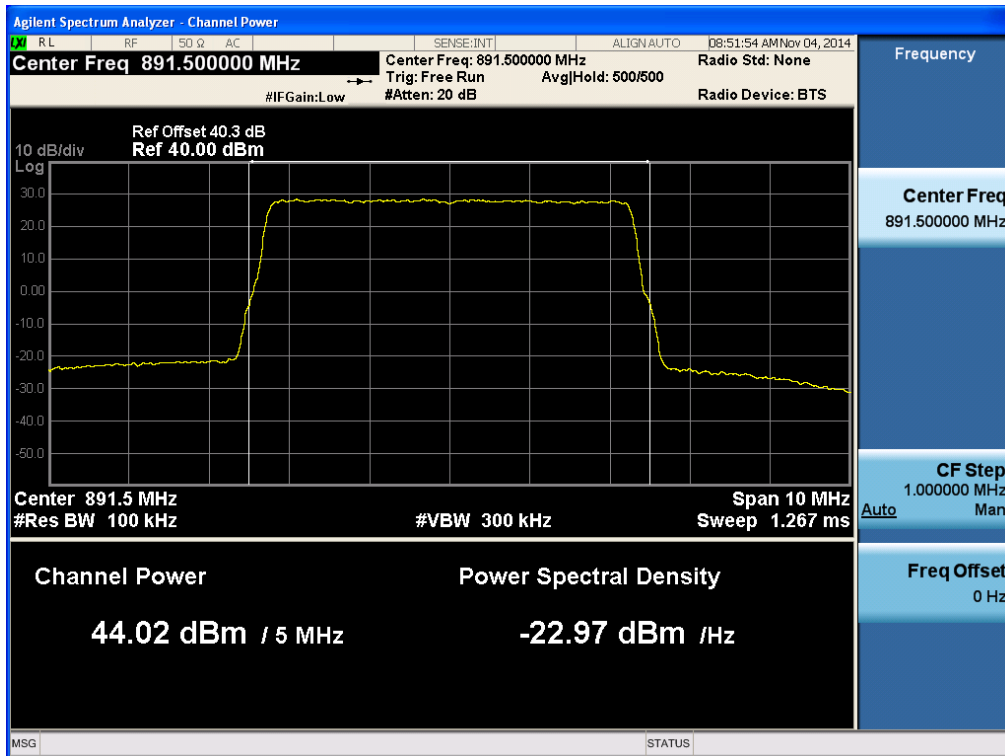 Agilent Spectrum Analyzer - Channel Power
LXI RL RF 50 Ω AC SENSE:INT ALIGNAUTO 08:51:54 AMNov 04, 2014
Center Freq 891.500000 MHz
Center Freq: 891.500000 MHz
Radio Std: None
Trig: Free Run Avg|Hold: 500/500
#IFGain:Low
#Atten: 20 dB
Radio Device: BTS
Ref Offset 40.3 dB
10 dB/div Ref 40.00 dBm
Log
30.0
20.0
10.0
0.00
-10.0
-20.0
-30.0
-40.0
-50.0
Center 891.5 MHz Span 10 MHz
#Res BW 100 kHz #VBW 300 kHz Sweep 1.267 ms
Channel Power Power Spectral Density
44.02 dBm / 5 MHz -22.97 dBm /Hz
MSG STATUS
Frequency
Center Freq
891.500000 MHz
CF Step
1.000000 MHz
Auto Man
Freq Offset
0 Hz